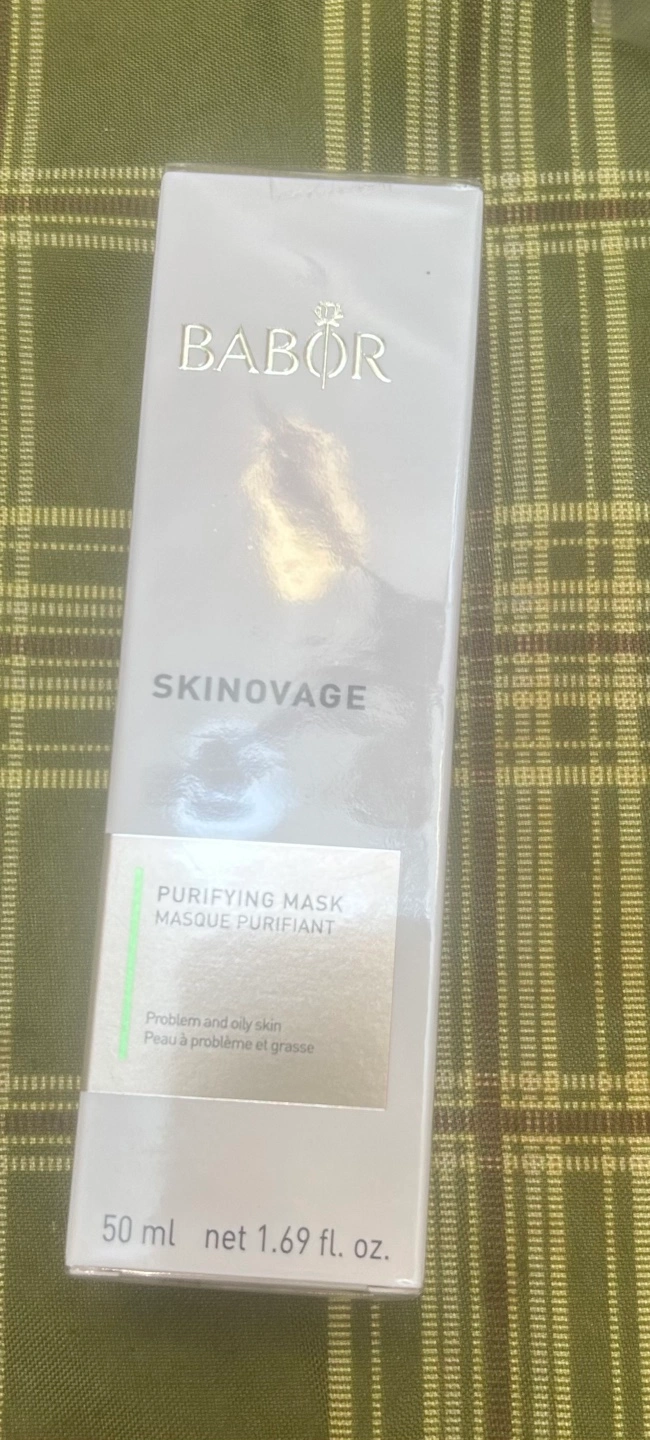 BABOR
SKINOVAGE
PURIFYING MASK
MASQUE PURIFIANT
Problem and oily skin
Peau à problème et grasse
50 ml net 1.69 fl. oz.